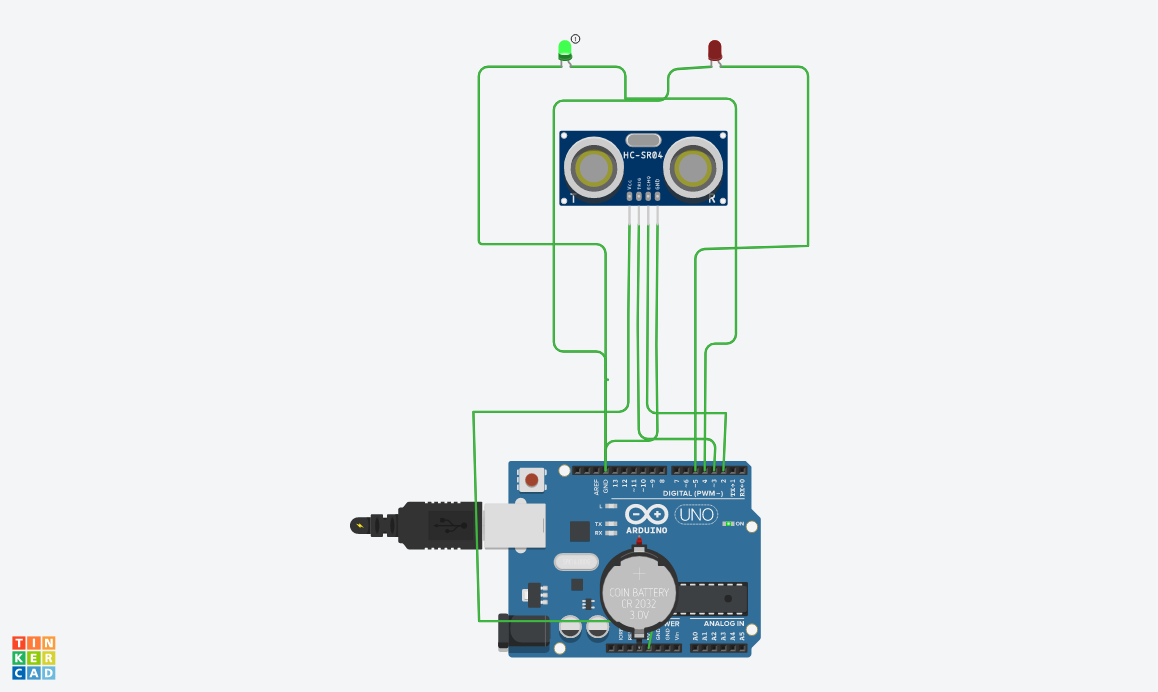 HC-SR04
Vcc
TRIG
ECHO
GND
T
R
AREF
GND
13
12
~11
~10
~9
8
7
~6
~5
4
~3
2
TX→1
RX←0
DIGITAL (PWM~)
L
TX
RX
ARDUINO
UNO
ON
COIN BATTERY
CR 2032
3.0V
ANALOG IN
GND
Vin
A0
A1
A2
A3
A4
A5
TIN
KER
CAD